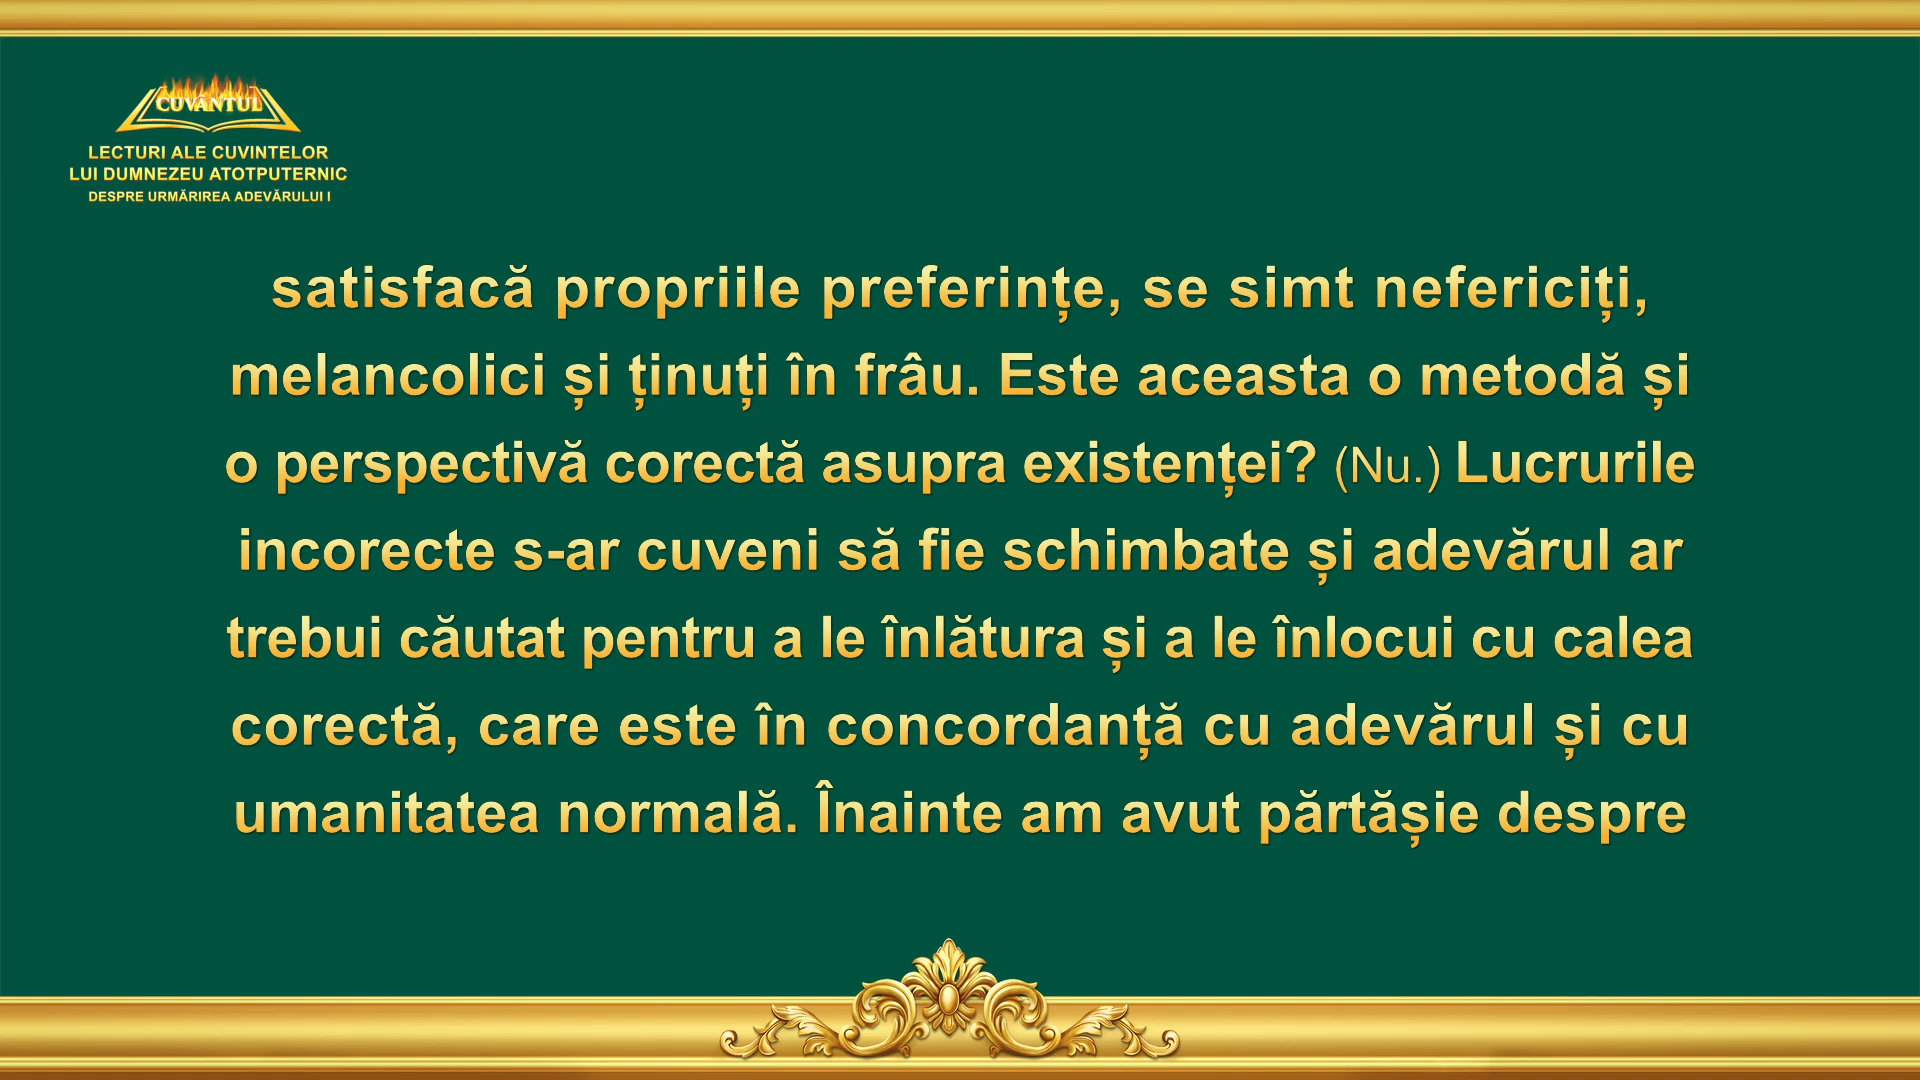 CUVÂNTUL
LECTURI ALE CUVINTELOR
LUI DUMNEZEU ATOTPUTERNIC
DESPRE URMĂRIREA ADEVĂRULUI I
satisfacă propriile preferințe, se simt nefericiți,
melancolici și ținuți în frâu. Este aceasta o metodă și
o perspectivă corectă asupra existenței? (Nu.) Lucrurile
incorecte s-ar cuveni să fie schimbate și adevărul ar
trebui căutat pentru a le înlătura și a le înlocui cu calea
corectă, care este în concordanță cu adevărul și cu
umanitatea normală. Înainte am avut părtășie despre